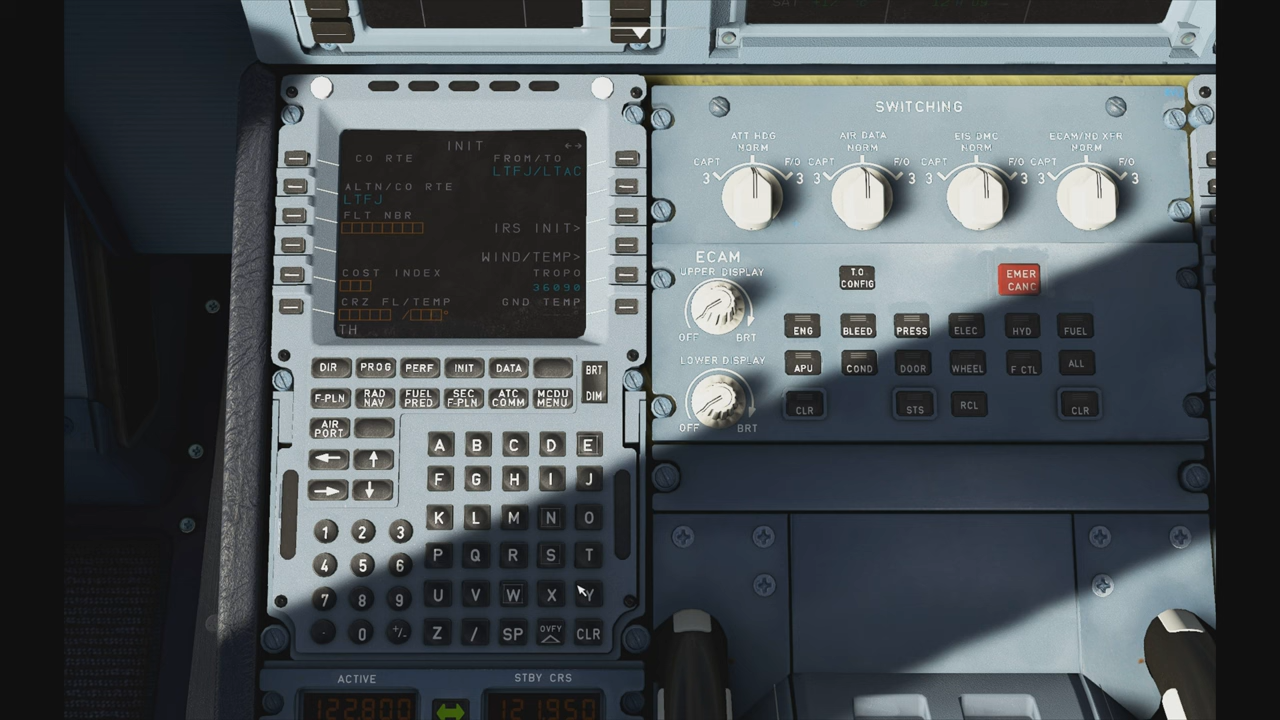 SAT
INIT
CO RTE FROM/TO
LTFJ/LTAC
ALTN/CO RTE
LTFJ
FLT NBR
IRS INIT>
WIND/TEMP>
COST INDEX TROPO
36090
CRZ FL/TEMP GND TEMP
/ °
TH
DIR PROG PERF INIT DATA
BRT
DIM
F-PLN RAD NAV FUEL PRED SEC F-PLN ATC COMM MCDU MENU
AIR PORT
A B C D E
F G H I J
K L M N O
1 2 3
P Q R S T
4 5 6
U V W X Y
7 8 9
Z / SP OVFY CLR
. 0 +/-
ACTIVE STBY CRS
122.800 121.950
SWITCHING
ATT HDG AIR DATA EIS DMC ECAM/ND XFR
NORM NORM NORM NORM
CAPT F/O CAPT F/O CAPT F/O CAPT F/O
3 3 3 3 3 3 3 3
ECAM
UPPER DISPLAY
OFF BRT
LOWER DISPLAY
OFF BRT
T.O CONFIG
EMER CANC
ENG BLEED PRESS ELEC HYD FUEL
APU COND DOOR WHEEL F CTL ALL
CLR STS RCL CLR